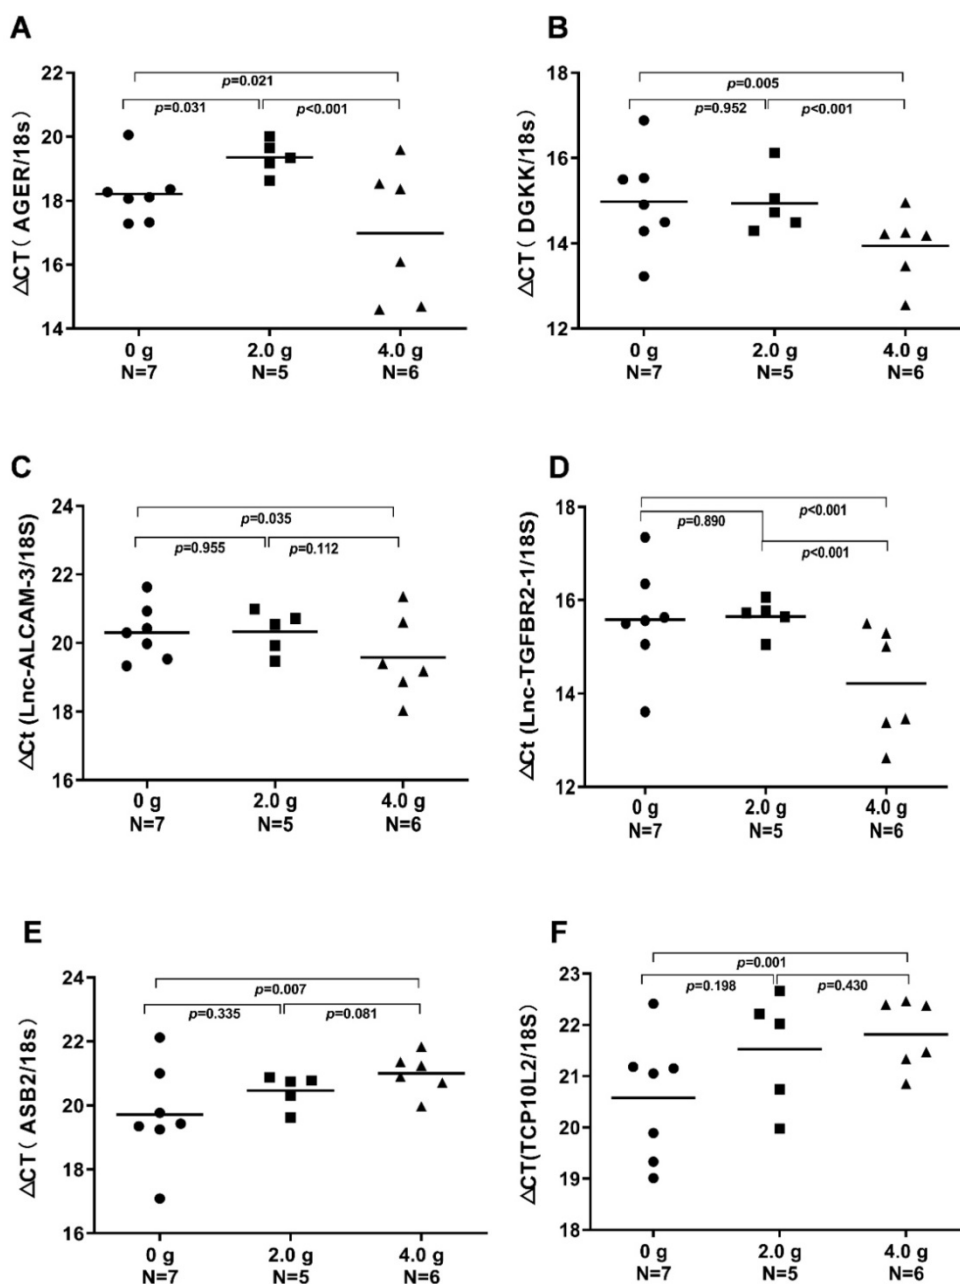 A
p=0.021
p=0.031
p<0.001
△CT( AGER/18s)
22
20
18
16
14
0 g
2.0 g
4.0 g
N=7
N=5
N=6
B
p=0.005
p=0.952
p<0.001
△CT( DGKK/18s)
18
16
14
12
0 g
2.0 g
4.0 g
N=7
N=5
N=6
C
p=0.035
p=0.955
p=0.112
△Ct (Lnc-ALCAM-3/18S)
24
22
20
18
16
0 g
2.0 g
4.0 g
N=7
N=5
N=6
D
p<0.001
p=0.890
p<0.001
△Ct (Lnc-TGFBR2-1/18S)
18
16
14
12
0 g
2.0 g
4.0 g
N=7
N=5
N=6
E
p=0.007
p=0.335
p=0.081
△CT( ASB2/18s)
24
22
20
18
16
0 g
2.0 g
4.0 g
N=7
N=5
N=6
F
p=0.001
p=0.198
p=0.430
△CT(TCP10L2/18S)
23
22
21
20
19
18
0 g
2.0 g
4.0 g
N=7
N=5
N=6